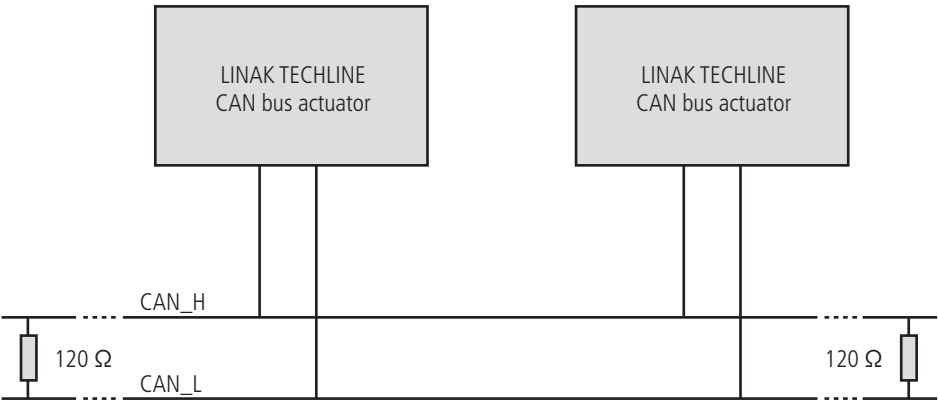 LINAK TECHLINE
CAN bus actuator
LINAK TECHLINE
CAN bus actuator
CAN_H
120 Ω
120 Ω
CAN_L